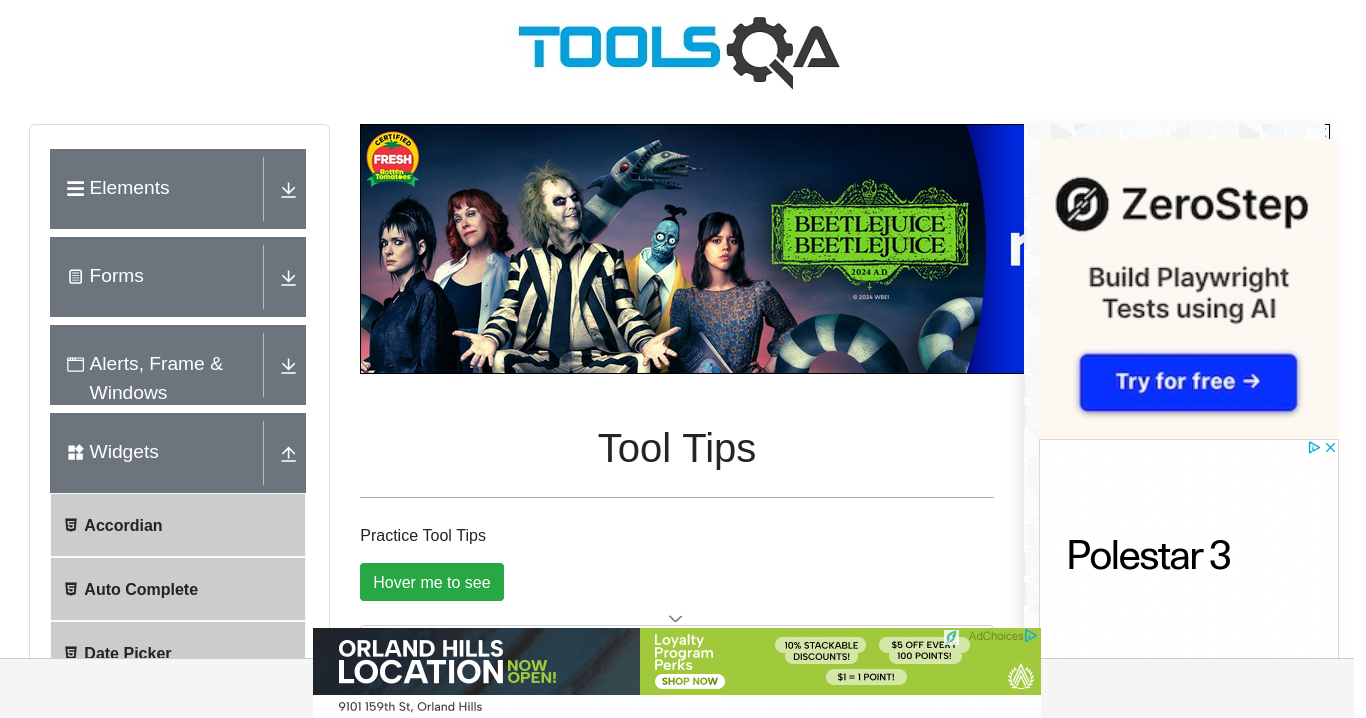 TOOLSQA
Elements
Forms
Alerts, Frame &
Windows
Widgets
Accordian
Auto Complete
Date Picker
CERTIFIED
FRESH
Rotten
Tomatoes
BEETLEJUICE
BEETLEJUICE
2024 A.D.
© 2024 WBEI
Tool Tips
Practice Tool Tips
Hover me to see
ZeroStep
Build Playwright
Tests using AI
Try for free →
Polestar 3
ORLAND HILLS
LOCATION NOW
OPEN!
9101 159th St, Orland Hills
Loyalty
Program
Perks
SHOP NOW
10% STACKABLE
DISCOUNTS!
$5 OFF EVERY
100 POINTS!
$1 = 1 POINT!
AdChoices